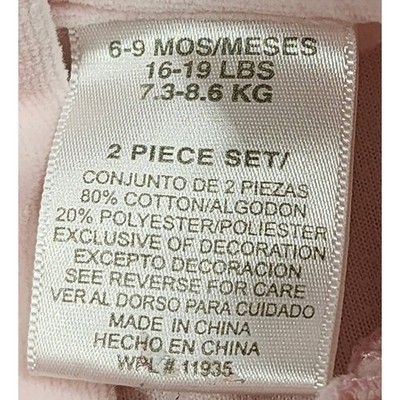 6-9 MOS/MESES
16-19 LBS
7.3-8.6 KG
2 PIECE SET/
CONJUNTO DE 2 PIEZAS
80% COTTON/ALGODON
20% POLYESTER/POLIESTER
EXCLUSIVE OF DECORATION
EXCEPTO DECORACION
SEE REVERSE FOR CARE
VER AL DORSO PARA CUIDADO
MADE IN CHINA
HECHO EN CHINA
WPL # 11935